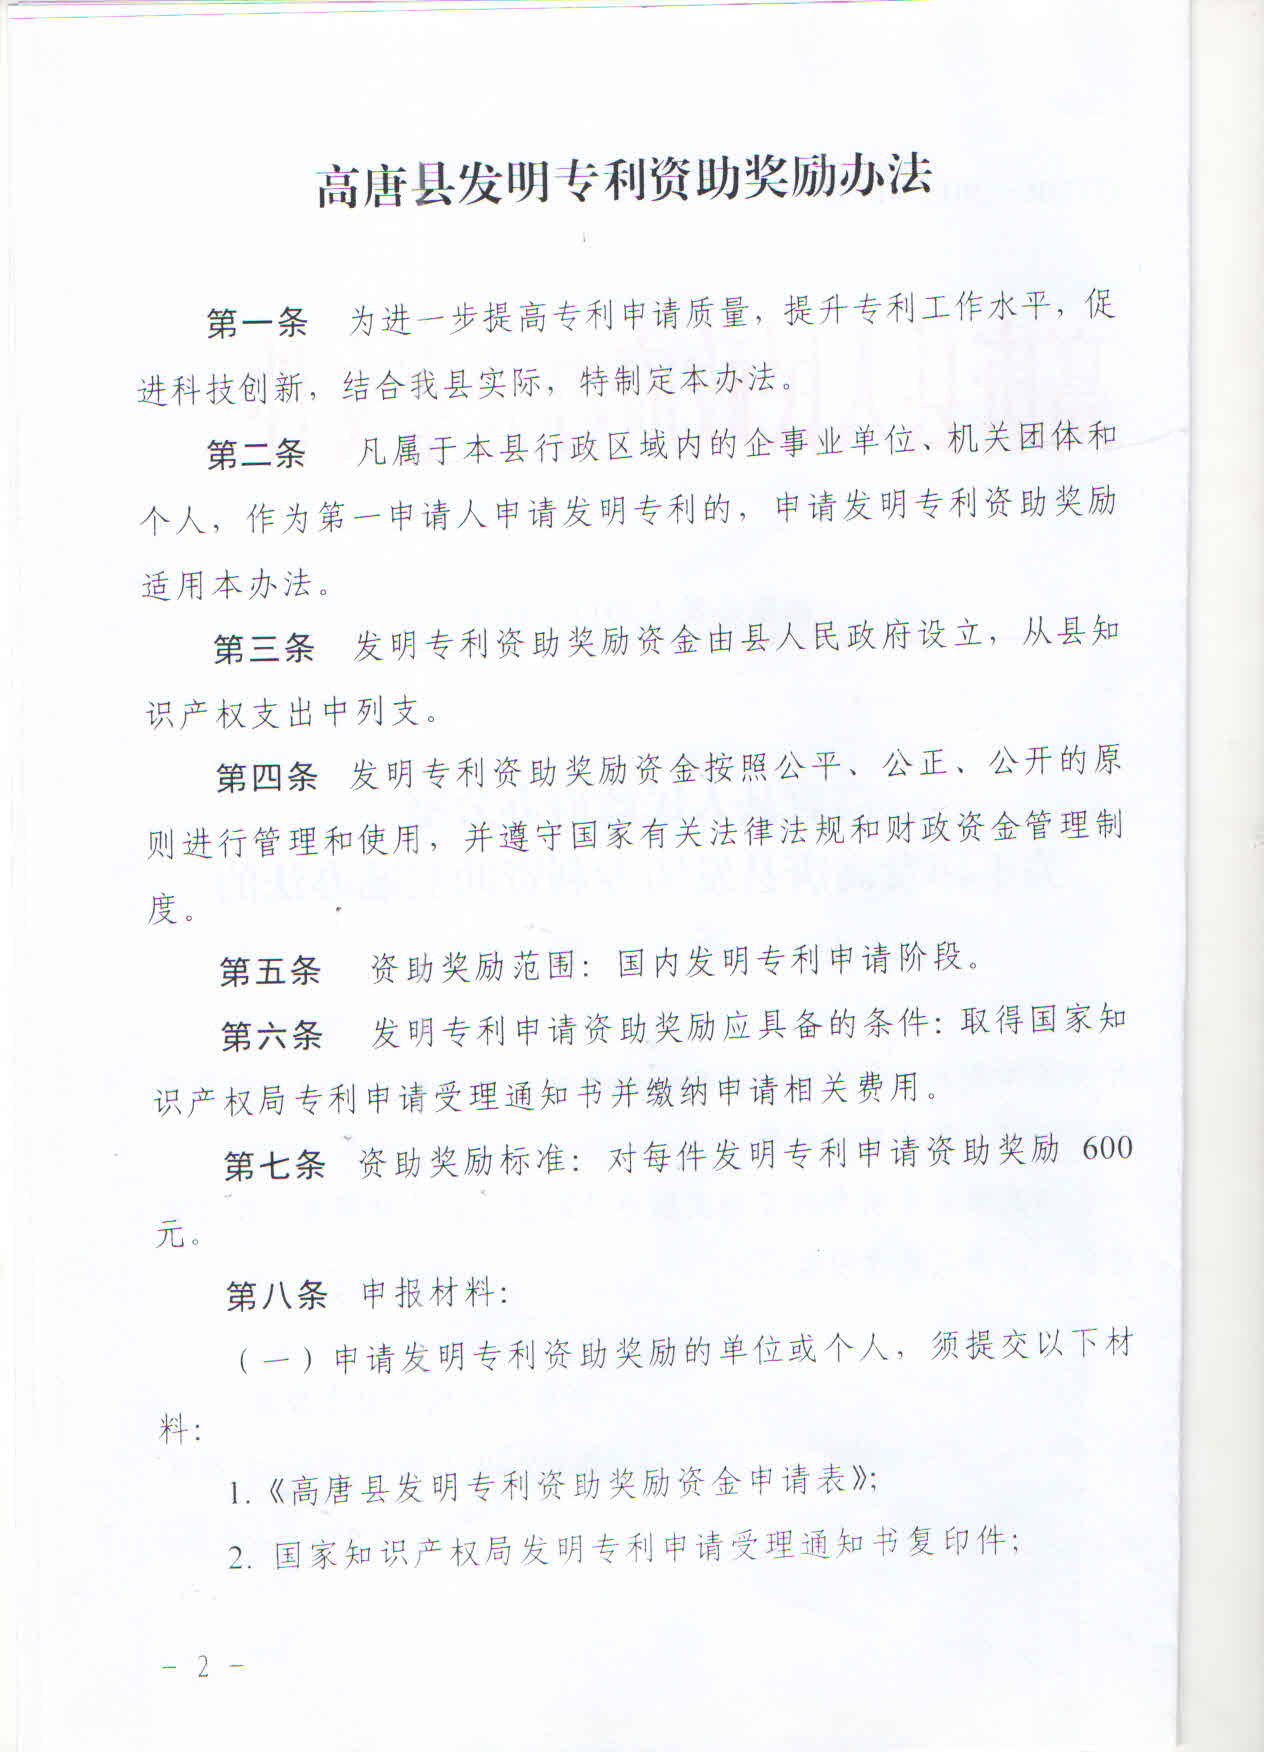 高唐县发明专利资助奖励办法
第一条 为进一步提高专利申请质量，提升专利工作水平，促
进科技创新，结合我县实际，特制定本办法。
第二条 凡属于本县行政区域内的企事业单位、机关团体和
个人，作为第一申请人申请发明专利的，申请发明专利资助奖励
适用本办法。
第三条 发明专利资助奖励资金由县人民政府设立，从县知
识产权支出中列支。
第四条 发明专利资助奖励资金按照公平、公正、公开的原
则进行管理和使用，并遵守国家有关法律法规和财政资金管理制
度。
第五条 资助奖励范围：国内发明专利申请阶段。
第六条 发明专利申请资助奖励应具备的条件：取得国家知
识产权局专利申请受理通知书并缴纳申请相关费用。
第七条 资助奖励标准：对每件发明专利申请资助奖励 600
元。
第八条 申报材料：
（一）申请发明专利资助奖励的单位或个人，须提交以下材
料：
1.《高唐县发明专利资助奖励资金申请表》；
2. 国家知识产权局发明专利申请受理通知书复印件；
- 2 -